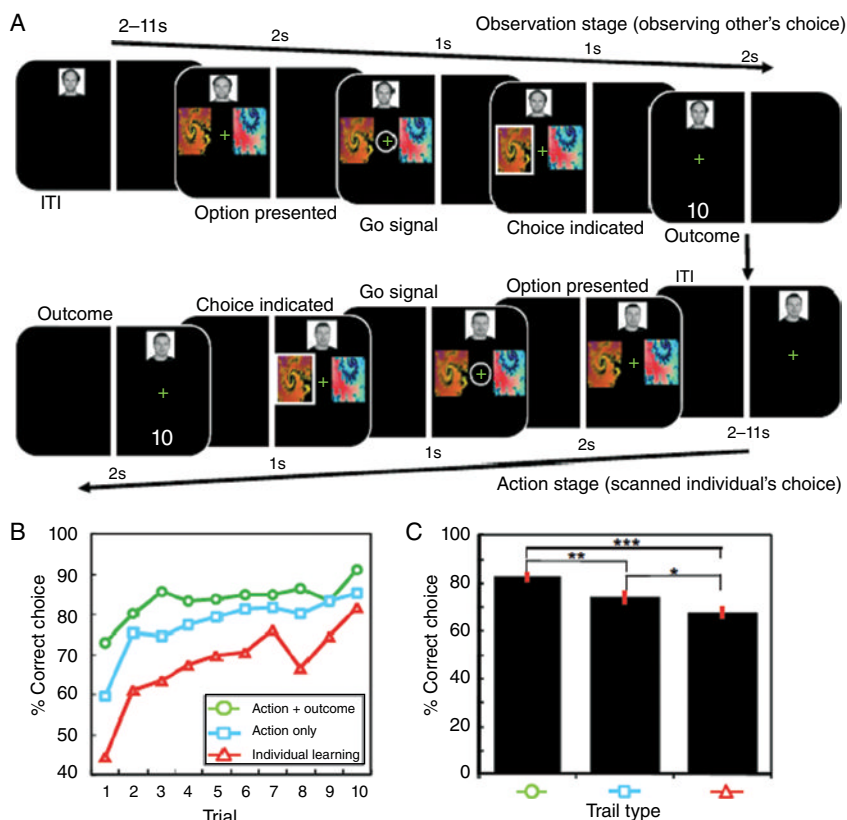 A
2–11s
Observation stage (observing other's choice)
2s
1s
1s
2s
10
ITI
Option presented
Go signal
Choice indicated
Outcome
Outcome
Choice indicated
Go signal
Option presented
ITI
10
2s
1s
1s
2s
2–11s
Action stage (scanned individual's choice)
B
% Correct choice
100
90
80
70
60
50
40
Action + outcome
Action only
Individual learning
1 2 3 4 5 6 7 8 9 10
Trial
C
% Correct choice
100
80
60
40
20
0
***
**
*
Trail type